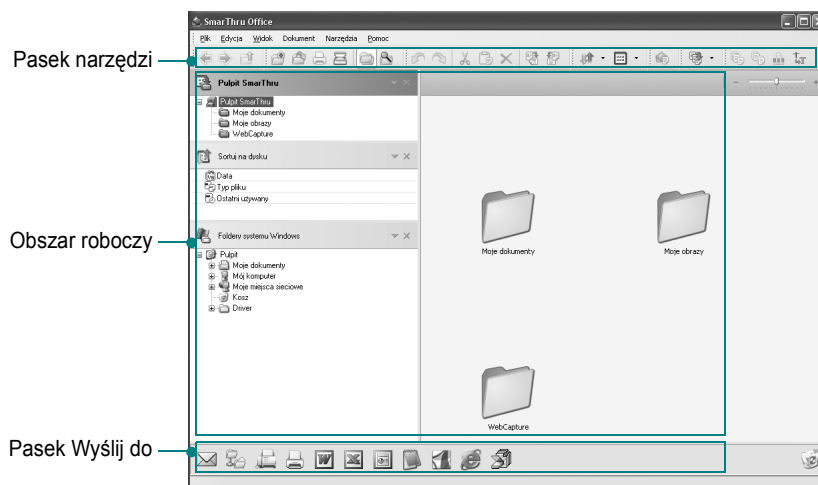 SmarThru Office
Plik Edycja Widok Dokument Narzędzia Pomoc
Pasek narzędzi
Pulpit SmarThru
Pulpit SmarThru
Moje dokumenty
Moje obrazy
WebCapture
Sortuj na dysku
Data
Typ pliku
Ostatni używany
Obszar roboczy
Foldery systemu Windows
Pulpit
Moje dokumenty
Mój komputer
Moje miejsca sieciowe
Kosz
Driver
Moje dokumenty
Moje obrazy
WebCapture
Pasek Wyślij do